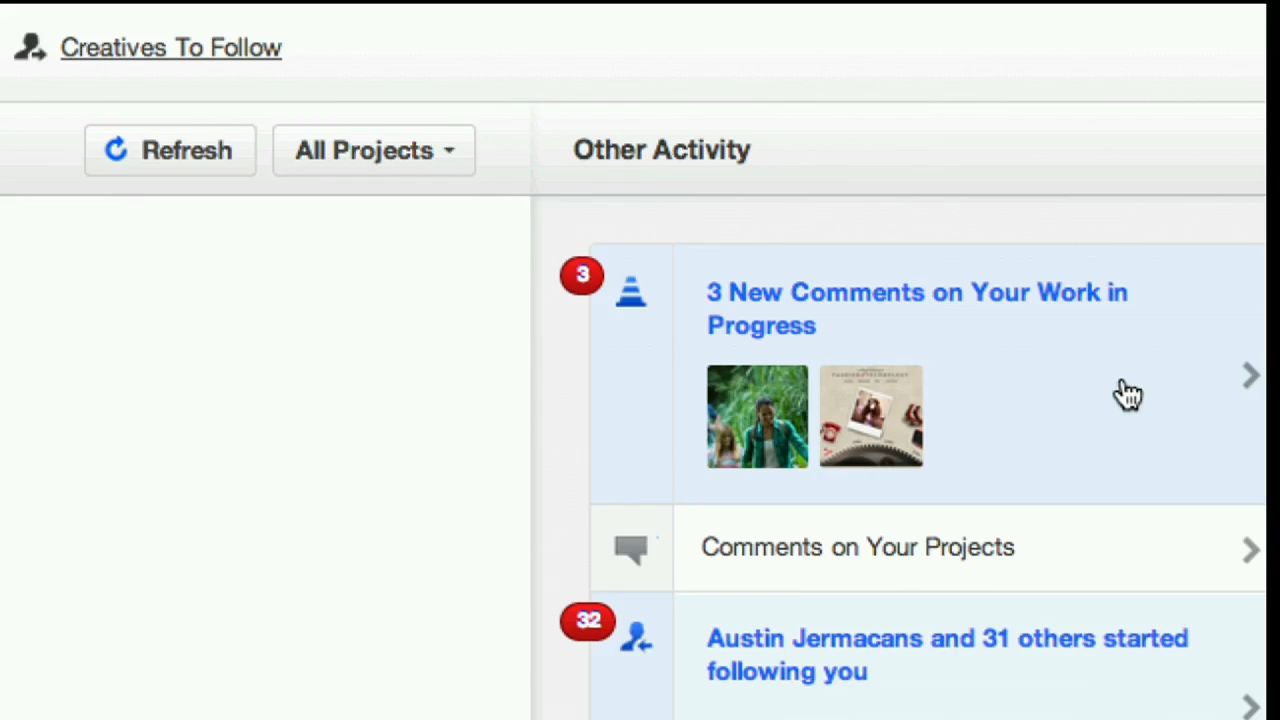 Creatives To Follow
Refresh
All Projects
Other Activity
3
3 New Comments on Your Work in
Progress
Comments on Your Projects
32
Austin Jermacans and 31 others started
following you